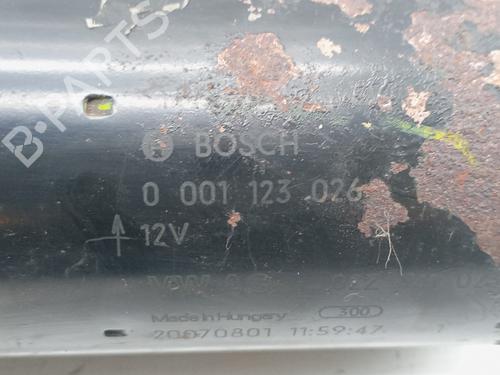 B-PARTS
BOSCH
0 001 123 026
12V
Made in Hungary 300
20070801 11:59:47